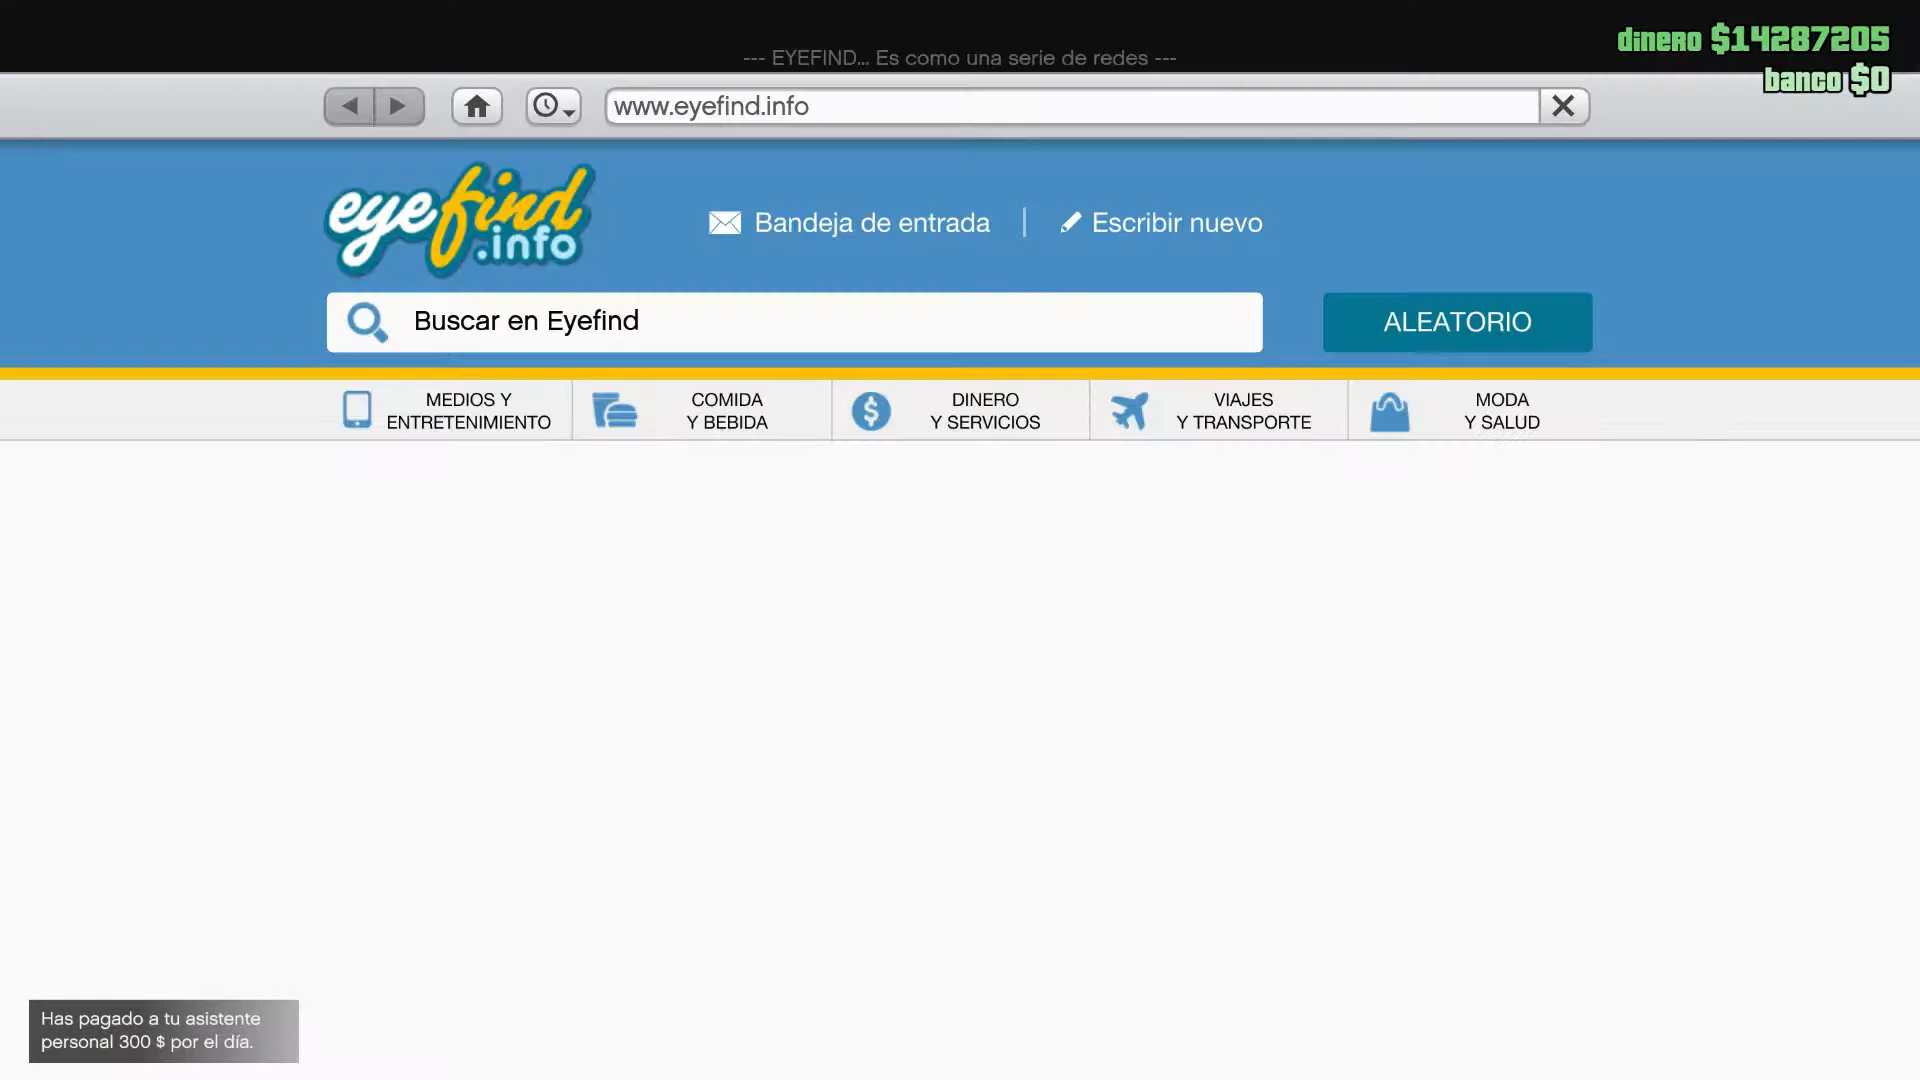 dinero $14287205
--- EYEFIND... Es como una serie de redes ---
banco $0
www.eyefind.info
eyefind
.info
Bandeja de entrada
Escribir nuevo
Buscar en Eyefind
ALEATORIO
MEDIOS Y
ENTRETENIMIENTO
COMIDA
Y BEBIDA
DINERO
Y SERVICIOS
VIAJES
Y TRANSPORTE
MODA
Y SALUD
Has pagado a tu asistente
personal 300 $ por el día.